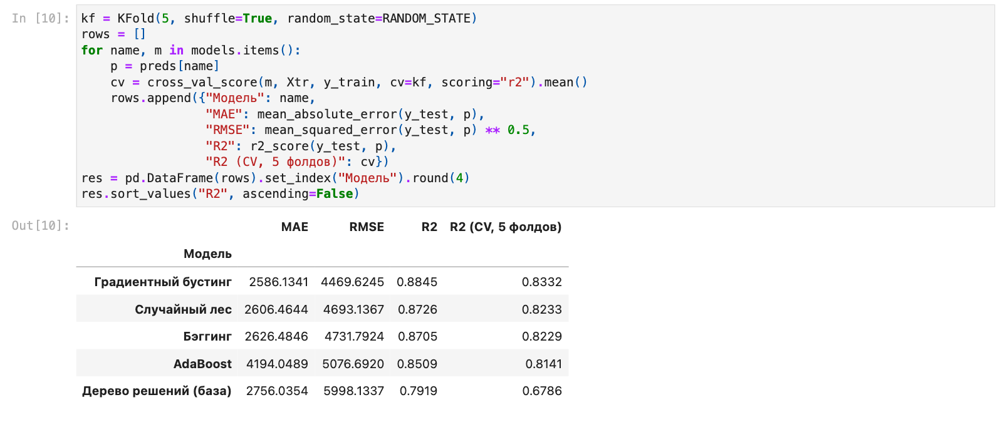 In [10]: kf = KFold(5, shuffle=True, random_state=RANDOM_STATE)
rows = []
for name, m in models.items():
    p = preds[name]
    cv = cross_val_score(m, Xtr, y_train, cv=kf, scoring="r2").mean()
    rows.append({"Модель": name,
                 "MAE": mean_absolute_error(y_test, p),
                 "RMSE": mean_squared_error(y_test, p) ** 0.5,
                 "R2": r2_score(y_test, p),
                 "R2 (CV, 5 фолдов)": cv})
res = pd.DataFrame(rows).set_index("Модель").round(4)
res.sort_values("R2", ascending=False)
Out[10]: MAE RMSE R2 R2 (CV, 5 фолдов)
Модель
Градиентный бустинг 2586.1341 4469.6245 0.8845 0.8332
Случайный лес 2606.4644 4693.1367 0.8726 0.8233
Бэггинг 2626.4846 4731.7924 0.8705 0.8229
AdaBoost 4194.0489 5076.6920 0.8509 0.8141
Дерево решений (база) 2756.0354 5998.1337 0.7919 0.6786